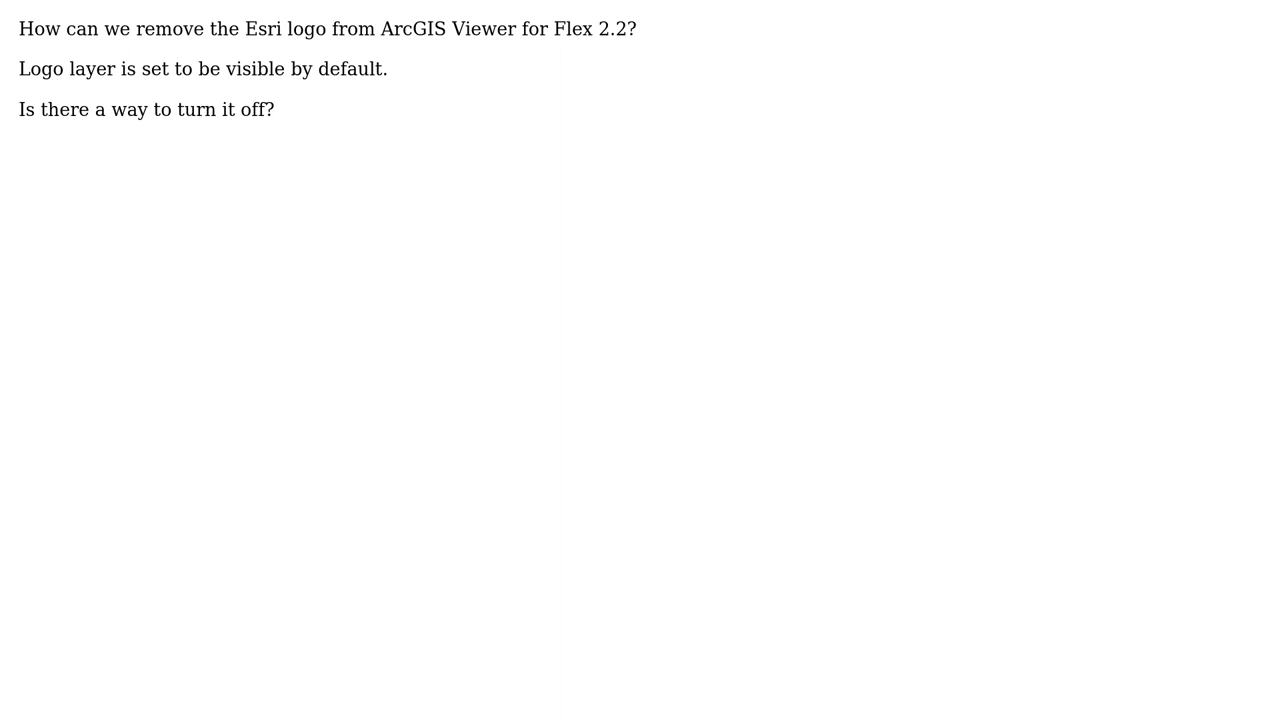 How can we remove the Esri logo from ArcGIS Viewer for Flex 2.2?
Logo layer is set to be visible by default.
Is there a way to turn it off?